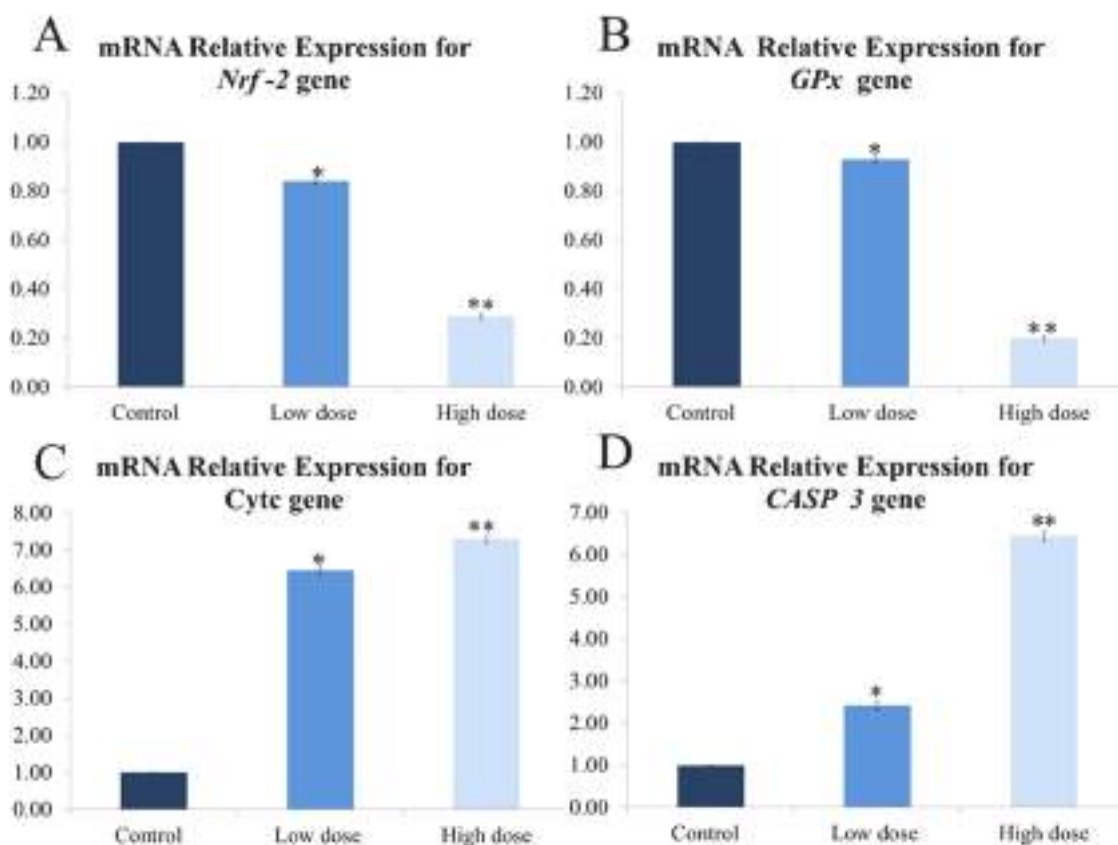 A
mRNA Relative Expression for
Nrf-2 gene
1.20
1.00
0.80
0.60
0.40
0.20
0.00
*
**
Control Low dose High dose
B
mRNA Relative Expression for
GPx gene
1.20
1.00
0.80
0.60
0.40
0.20
0.00
*
**
Control Low dose High dose
C
mRNA Relative Expression for
Cytc gene
8.00
7.00
6.00
5.00
4.00
3.00
2.00
1.00
0.00
*
**
Control Low dose High dose
D
mRNA Relative Expression for
CASP 3 gene
7.00
6.00
5.00
4.00
3.00
2.00
1.00
0.00
*
**
Control Low dose High dose